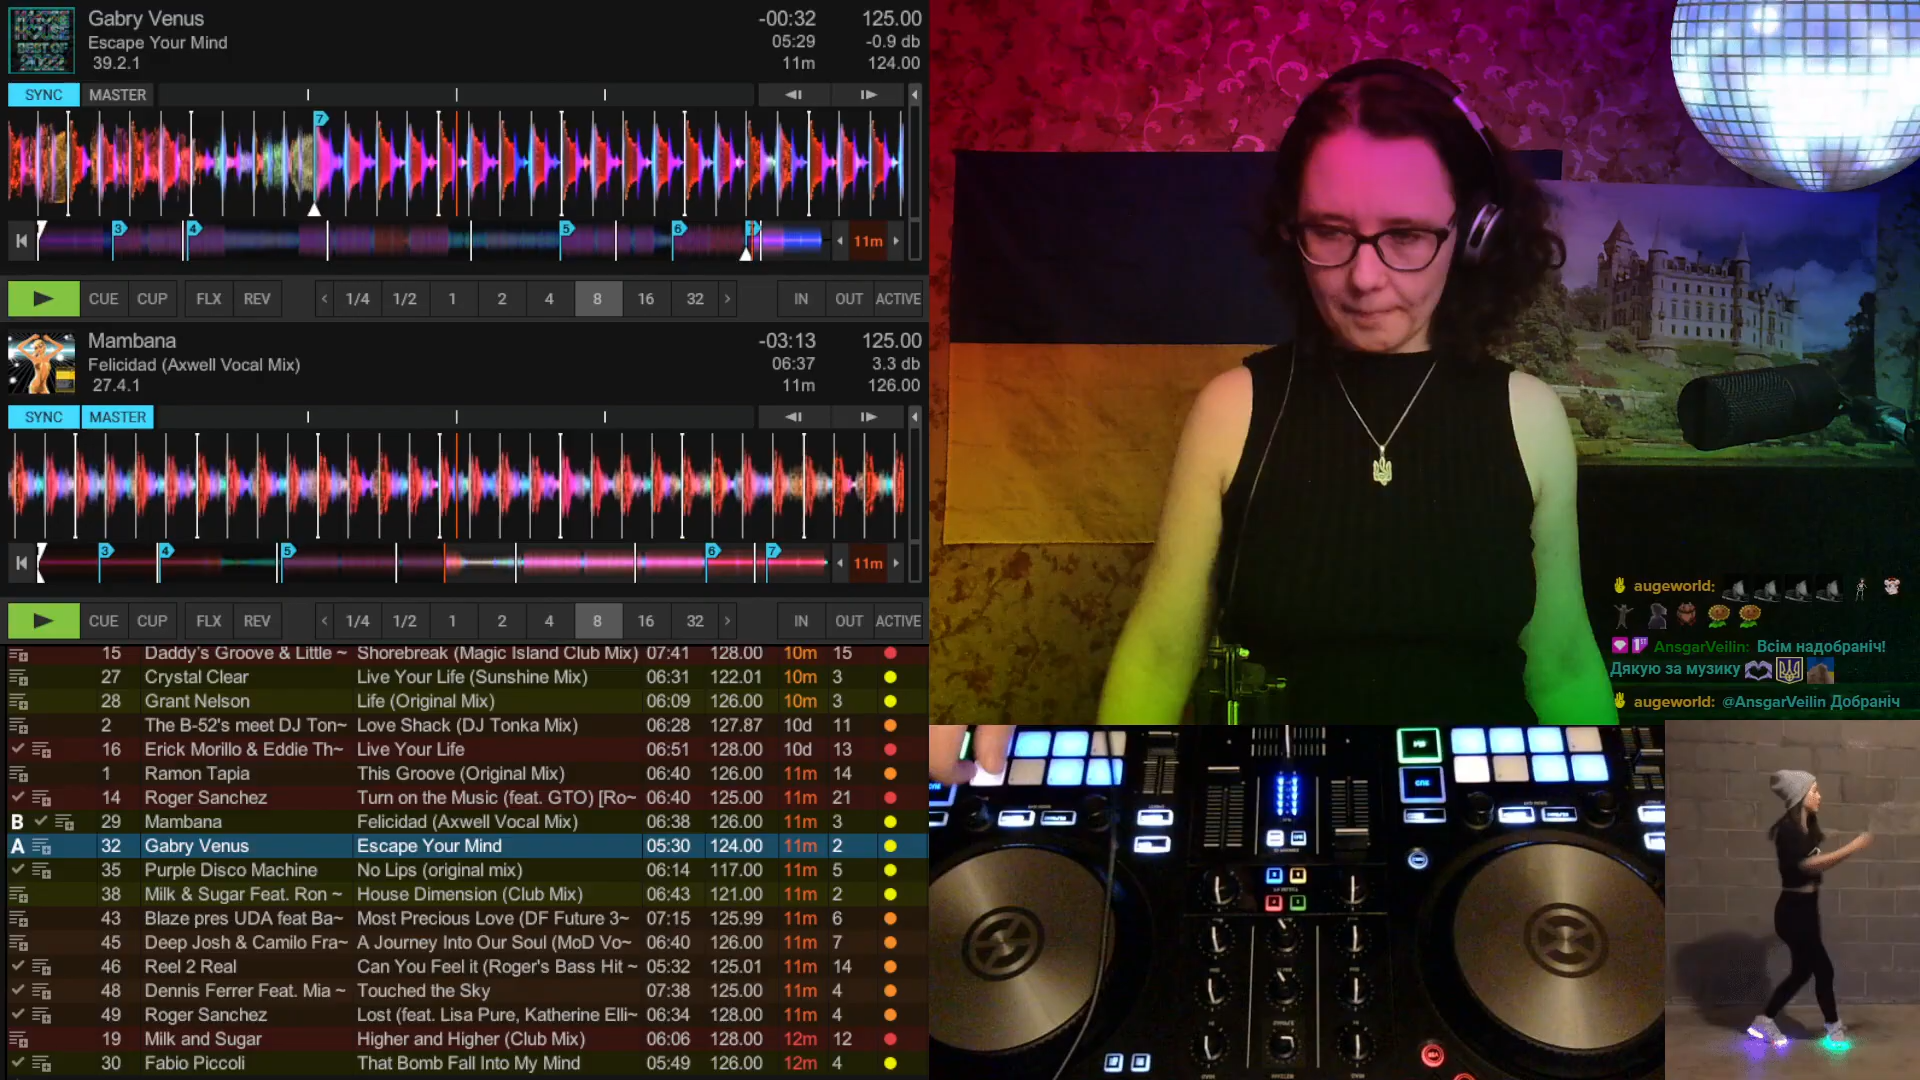 HOUSE
BEST OF
2022
Gabry Venus
Escape Your Mind
39.2.1
-00:32 125.00
05:29 -0.9 db
11m 124.00
SYNC MASTER
7
3 4 5 6 7
11m
CUE CUP FLX REV 1/4 1/2 1 2 4 8 16 32 IN OUT ACTIVE
Mambana
Felicidad (Axwell Vocal Mix)
27.4.1
-03:13 125.00
06:37 3.3 db
11m 126.00
SYNC MASTER
3 4 5 6 7
11m
CUE CUP FLX REV 1/4 1/2 1 2 4 8 16 32 IN OUT ACTIVE
15 Daddy's Groove & Little ~ Shorebreak (Magic Island Club Mix) 07:41 128.00 10m 15
27 Crystal Clear Live Your Life (Sunshine Mix) 06:31 122.01 10m 3
28 Grant Nelson Life (Original Mix) 06:09 126.00 10m 3
2 The B-52's meet DJ Ton~ Love Shack (DJ Tonka Mix) 06:28 127.87 10d 11
16 Erick Morillo & Eddie Th~ Live Your Life 06:51 128.00 10d 13
1 Ramon Tapia This Groove (Original Mix) 06:40 126.00 11m 14
14 Roger Sanchez Turn on the Music (feat. GTO) [Ro~ 06:40 125.00 11m 21
B 29 Mambana Felicidad (Axwell Vocal Mix) 06:38 126.00 11m 3
A 32 Gabry Venus Escape Your Mind 05:30 124.00 11m 2
35 Purple Disco Machine No Lips (original mix) 06:14 117.00 11m 5
38 Milk & Sugar Feat. Ron ~ House Dimension (Club Mix) 06:43 121.00 11m 2
43 Blaze pres UDA feat Ba~ Most Precious Love (DF Future 3~ 07:15 125.99 11m 6
45 Deep Josh & Camilo Fra~ A Journey Into Our Soul (MoD Vo~ 06:40 126.00 11m 7
46 Reel 2 Real Can You Feel it (Roger's Bass Hit ~ 05:32 125.01 11m 14
48 Dennis Ferrer Feat. Mia ~ Touched the Sky 07:38 125.00 11m 4
49 Roger Sanchez Lost (feat. Lisa Pure, Katherine Elli~ 06:34 128.00 11m 4
19 Milk and Sugar Higher and Higher (Club Mix) 06:06 128.00 12m 12
30 Fabio Piccoli That Bomb Fall Into My Mind 05:49 126.00 12m 4
augeworld:
1ST AnsgarVeilin: Всім надобраніч!
Дякую за музику
augeworld: @AnsgarVeilin Добраніч
CUE